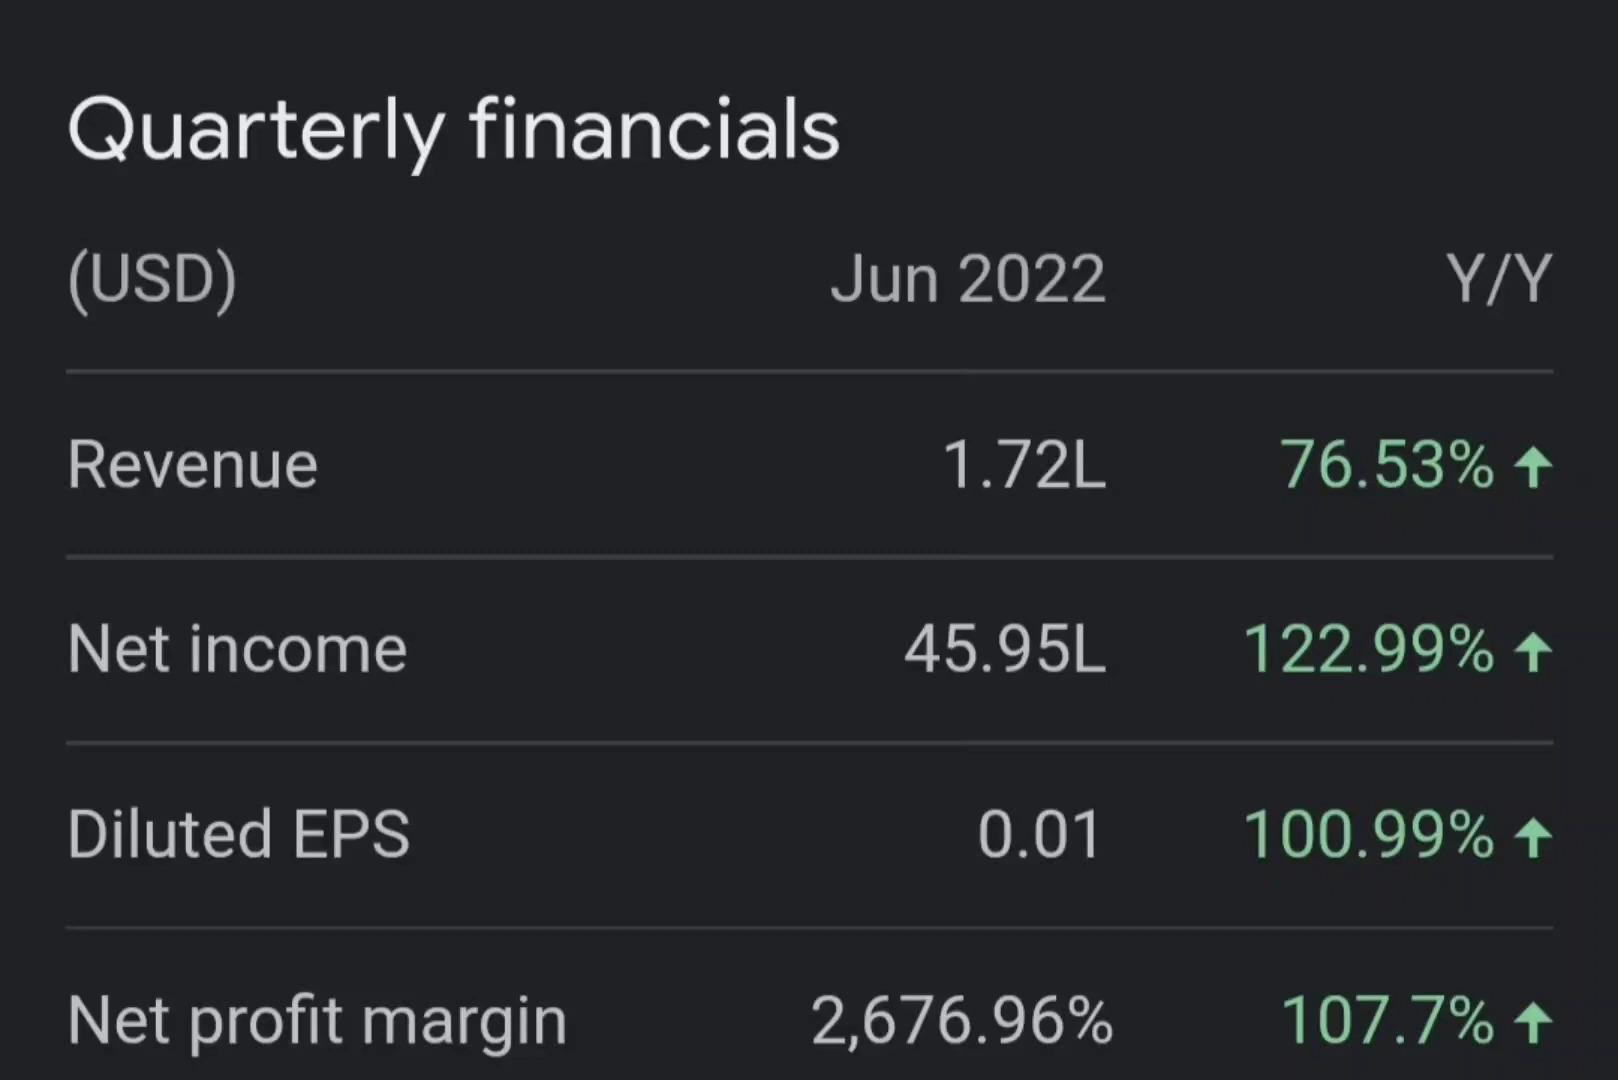 Quarterly financials
(USD) Jun 2022 Y/Y
Revenue 1.72L 76.53% ↑
Net income 45.95L 122.99% ↑
Diluted EPS 0.01 100.99% ↑
Net profit margin 2,676.96% 107.7% ↑